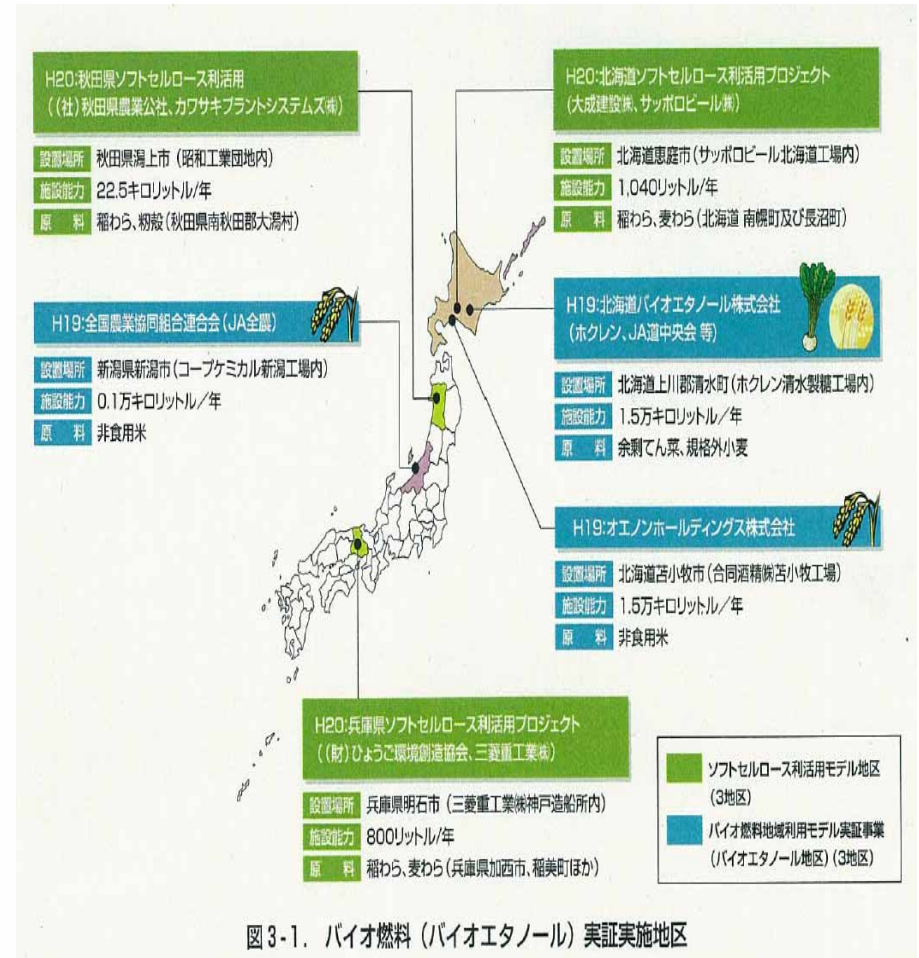 H20:秋田県ソフトセルロース利活用
((社)秋田県農業公社、カワサキプラントシステムズ㈱)
設置場所 秋田県潟上市(昭和工業団地内)
施設能力 22.5キロリットル/年
原 料 稲わら、籾殻(秋田県南秋田郡大潟村)
H19:全国農業協同組合連合会(JA全農)
設置場所 新潟県新潟市(コープケミカル新潟工場内)
施設能力 0.1万キロリットル/年
原 料 非食用米
H20:北海道ソフトセルロース利活用プロジェクト
(大成建設㈱、サッポロビール㈱)
設置場所 北海道恵庭市(サッポロビール北海道工場内)
施設能力 1,040リットル/年
原 料 稲わら、麦わら(北海道 南幌町及び長沼町)
H19:北海道バイオエタノール株式会社
(ホクレン、JA道中央会 等)
設置場所 北海道上川郡清水町(ホクレン清水製糖工場内)
施設能力 1.5万キロリットル/年
原 料 余剰てん菜、規格外小麦
H19:オエノンホールディングス株式会社
設置場所 北海道苫小牧市(合同酒精㈱苫小牧工場)
施設能力 1.5万キロリットル/年
原 料 非食用米
H20:兵庫県ソフトセルロース利活用プロジェクト
((財)ひょうご環境創造協会、三菱重工業㈱)
設置場所 兵庫県明石市(三菱重工業㈱神戸造船所内)
施設能力 800リットル/年
原 料 稲わら、麦わら(兵庫県加西市、稲美町ほか)
ソフトセルロース利活用モデル地区
(3地区)
バイオ燃料地域利用モデル実証事業
(バイオエタノール地区)(3地区)
図3-1. バイオ燃料(バイオエタノール)実証実施地区